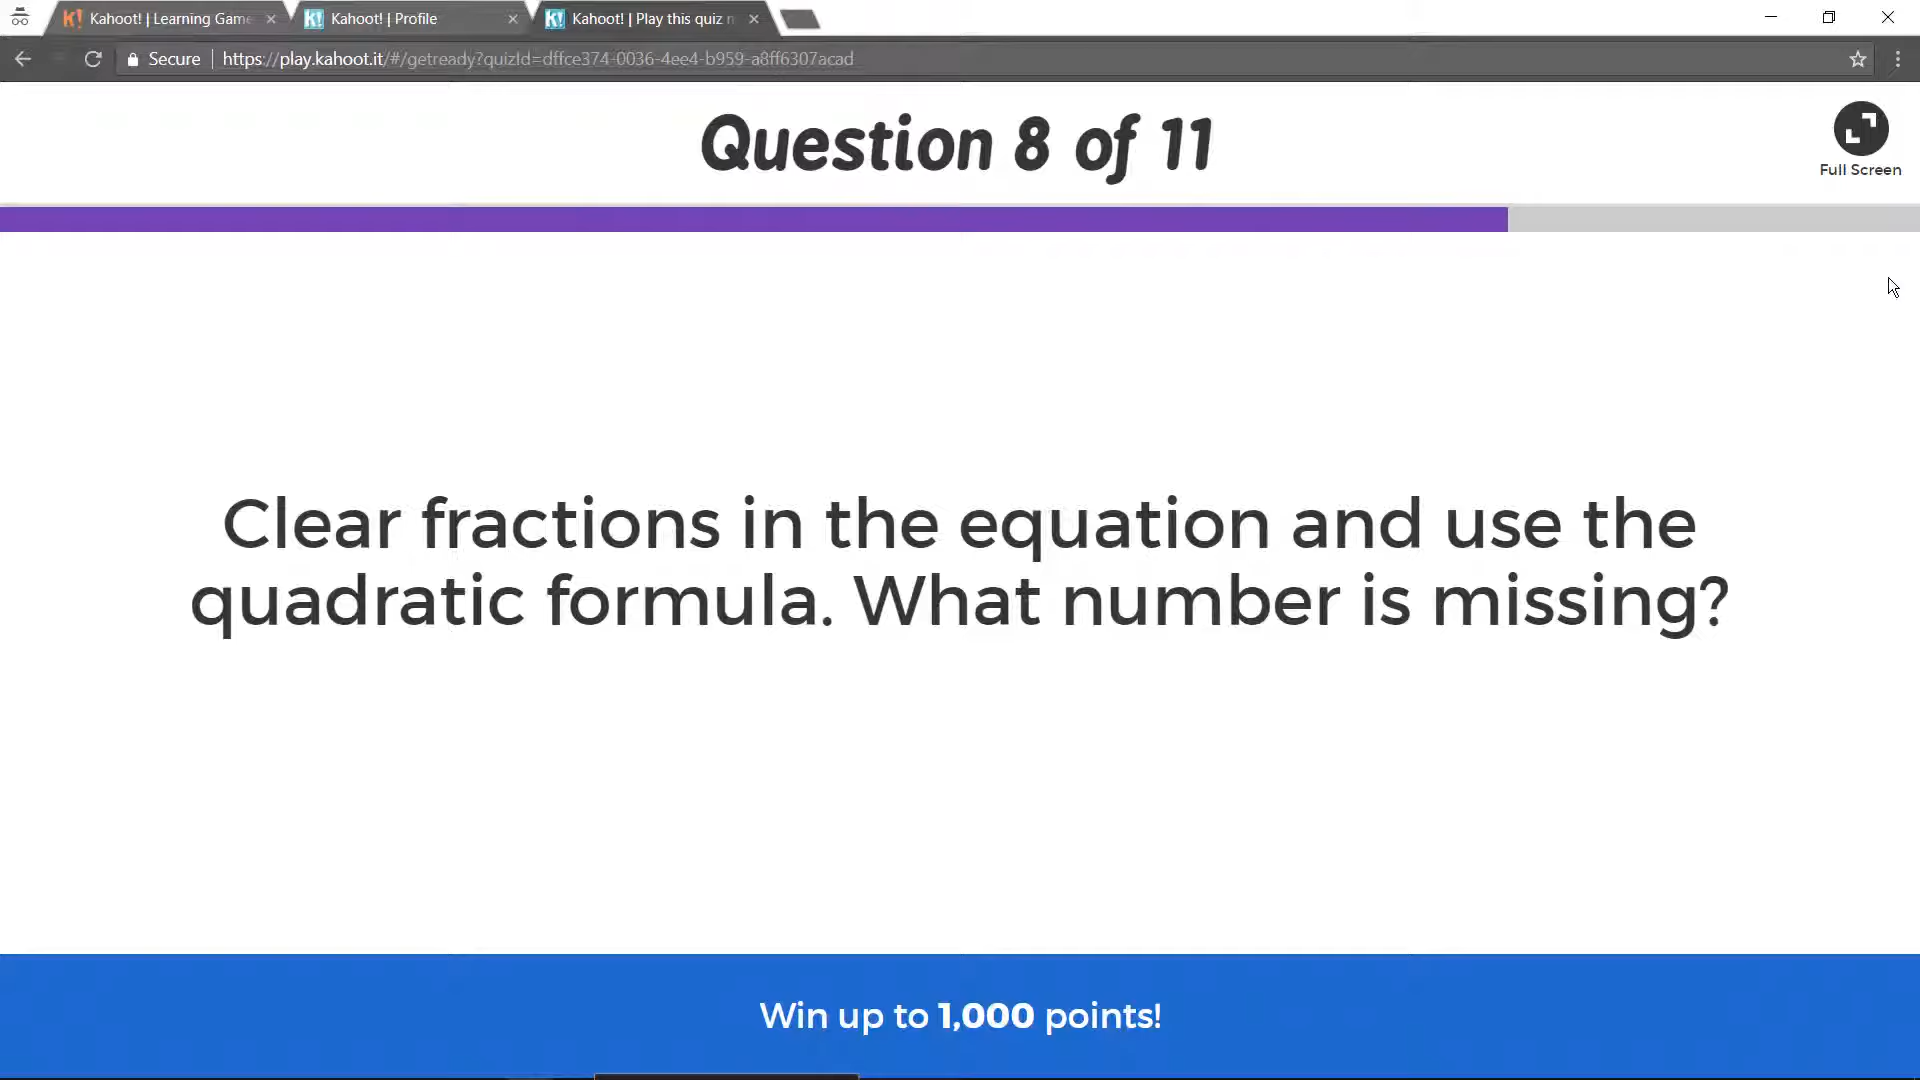 Kahoot! | Learning Game
Kahoot! | Profile
Kahoot! | Play this quiz n
Secure
https://play.kahoot.it/#/getready?quizId=dffce374-0036-4ee4-b959-a8ff6307acad
Question 8 of 11
Full Screen
Clear fractions in the equation and use the
quadratic formula. What number is missing?
Win up to 1,000 points!